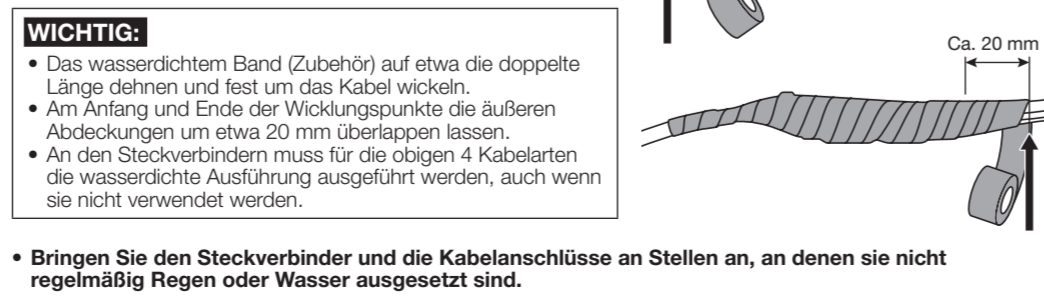 WICHTIG:
• Das wasserdichtem Band (Zubehör) auf etwa die doppelte
Länge dehnen und fest um das Kabel wickeln.
• Am Anfang und Ende der Wicklungspunkte die äußeren
Abdeckungen um etwa 20 mm überlappen lassen.
• An den Steckverbindern muss für die obigen 4 Kabelarten
die wasserdichte Ausführung ausgeführt werden, auch wenn
sie nicht verwendet werden.
Ca. 20 mm
• Bringen Sie den Steckverbinder und die Kabelanschlüsse an Stellen an, an denen sie nicht
regelmäßig Regen oder Wasser ausgesetzt sind.